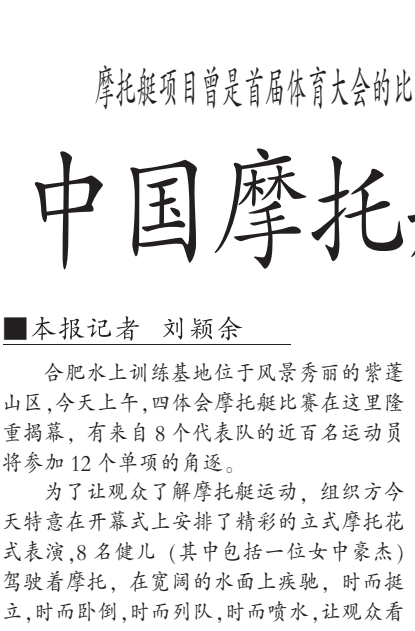 摩托艇项目曾是首届体育大会的比
中国摩托
■本报记者 刘颖余
合肥水上训练基地位于风景秀丽的紫蓬
山区,今天上午,四体会摩托艇比赛在这里隆
重揭幕，有来自 8 个代表队的近百名运动员
将参加 12 个单项的角逐。
为了让观众了解摩托艇运动，组织方今
天特意在开幕式上安排了精彩的立式摩托花
式表演,8 名健儿（其中包括一位女中豪杰）
驾驶着摩托，在宽阔的水面上疾驰，时而挺
立,时而卧倒,时而列队,时而喷水,让观众看